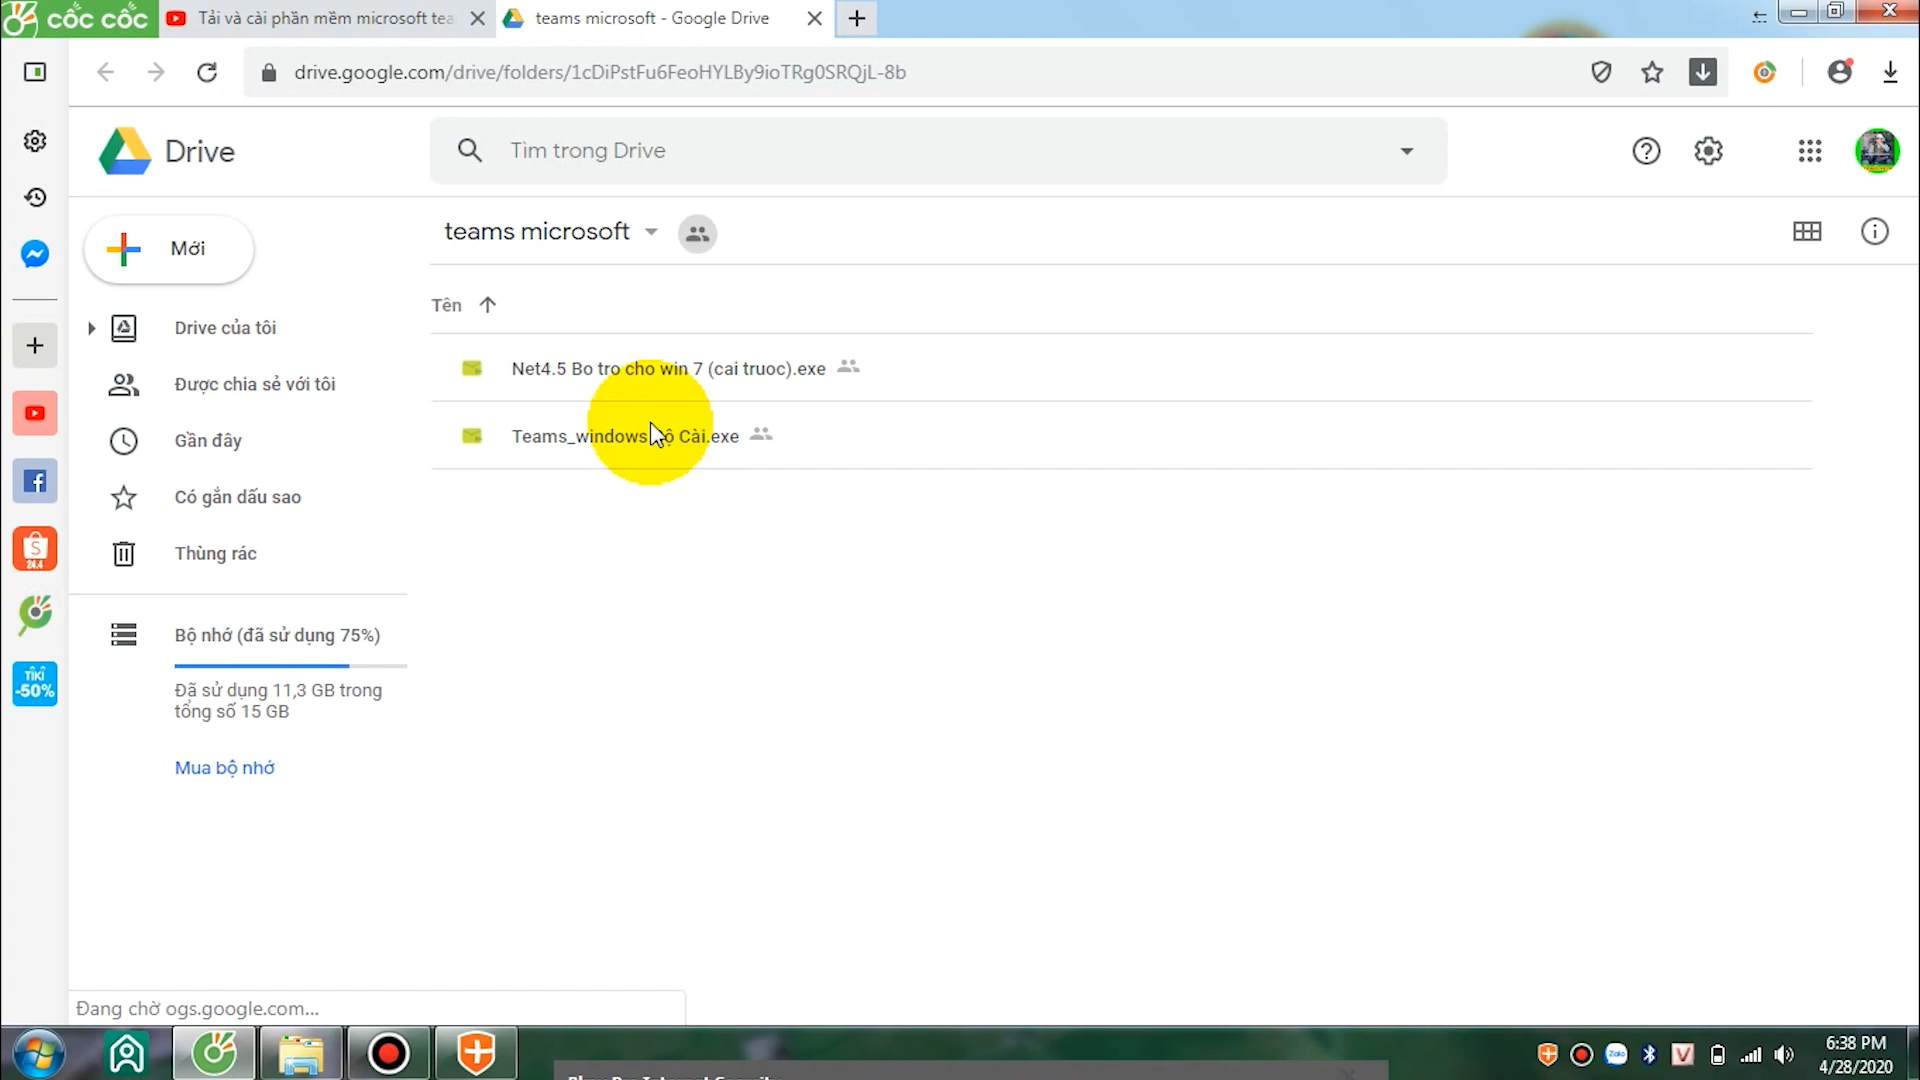 cốc cốc
Tải và cài phần mềm microsoft tea
teams microsoft - Google Drive
drive.google.com/drive/folders/1cDiPstFu6FeoHYLBy9ioTRg0SRQjL-8b
Drive
Tìm trong Drive
Mới
teams microsoft
Tên
Drive của tôi
Net4.5 Bo tro cho win 7 (cai truoc).exe
Được chia sẻ với tôi
Gần đây
Teams_windows ộ Cài.exe
Có gắn dấu sao
Thùng rác
24.4
Bộ nhớ (đã sử dụng 75%)
TIKI
-50%
Đã sử dụng 11,3 GB trong
tổng số 15 GB
Mua bộ nhớ
Đang chờ ogs.google.com...
Zalo
V
6:38 PM
4/28/2020